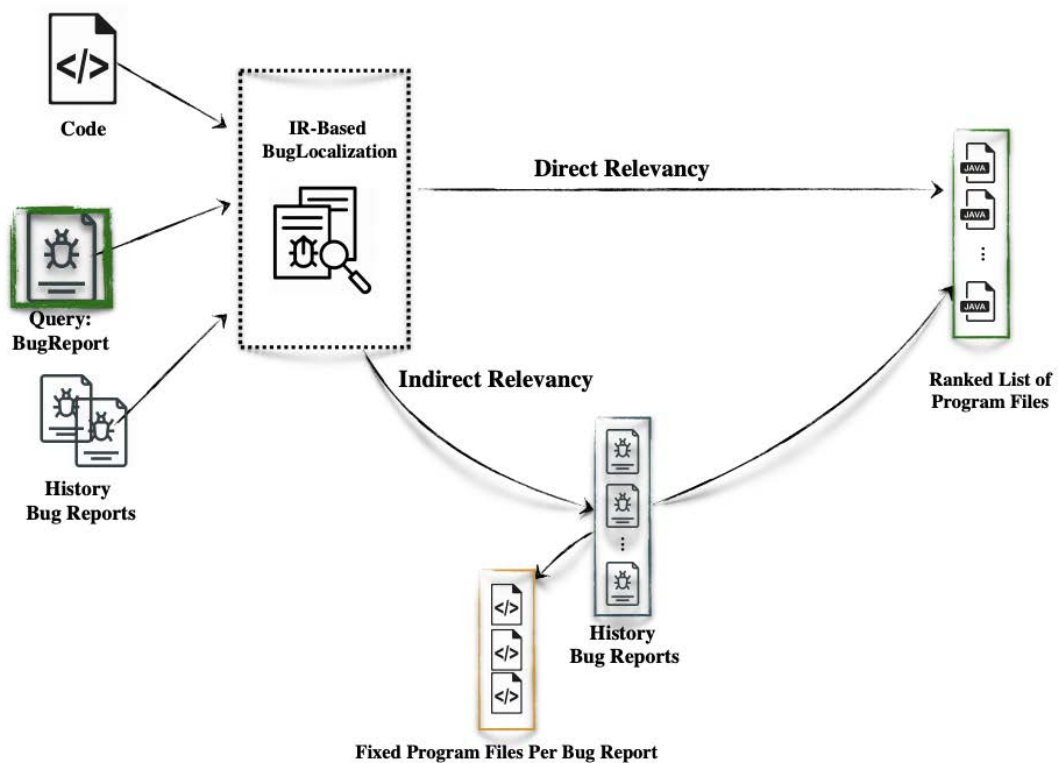 </>
Code
IR-Based
BugLocalization
Direct Relevancy
JAVA
JAVA
...
JAVA
Query:
BugReport
Indirect Relevancy
Ranked List of
Program Files
History
Bug Reports
...
</>
</>
</>
History
Bug Reports
Fixed Program Files Per Bug Report